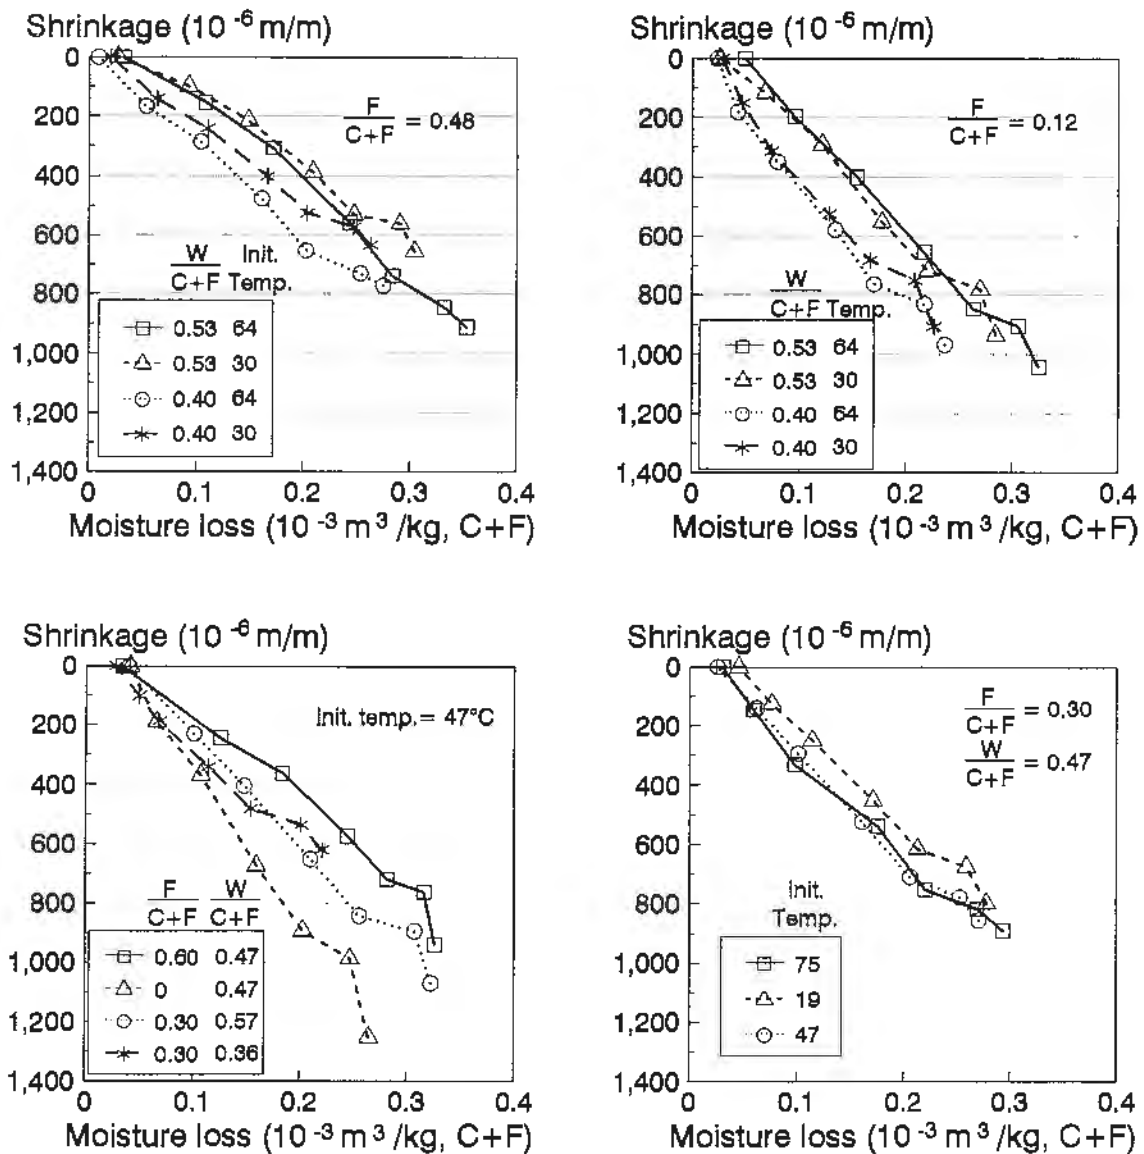 Shrinkage (10 -6 m/m)
0
200
400
600
800
1,000
1,200
1,400
F
C+F = 0.48
W Init.
C+F Temp.
0.53 64
0.53 30
0.40 64
0.40 30
0 0.1 0.2 0.3 0.4
Moisture loss (10 -3 m 3 /kg, C+F)
Shrinkage (10 -6 m/m)
0
200
400
600
800
1,000
1,200
1,400
F
C+F = 0.12
W
C+F Temp.
0.53 64
0.53 30
0.40 64
0.40 30
0 0.1 0.2 0.3 0.4
Moisture loss (10 -3 m 3 /kg, C+F)
Shrinkage (10 -6 m/m)
0
200
400
600
800
1,000
1,200
1,400
Init. temp.= 47°C
F W
C+F C+F
0.60 0.47
0 0.47
0.30 0.57
0.30 0.36
0 0.1 0.2 0.3 0.4
Moisture loss (10 -3 m 3 /kg, C+F)
Shrinkage (10 -6 m/m)
0
200
400
600
800
1,000
1,200
1,400
F
C+F = 0.30
W
C+F = 0.47
Init.
Temp.
75
19
47
0 0.1 0.2 0.3 0.4
Moisture loss (10 -3 m 3 /kg, C+F)